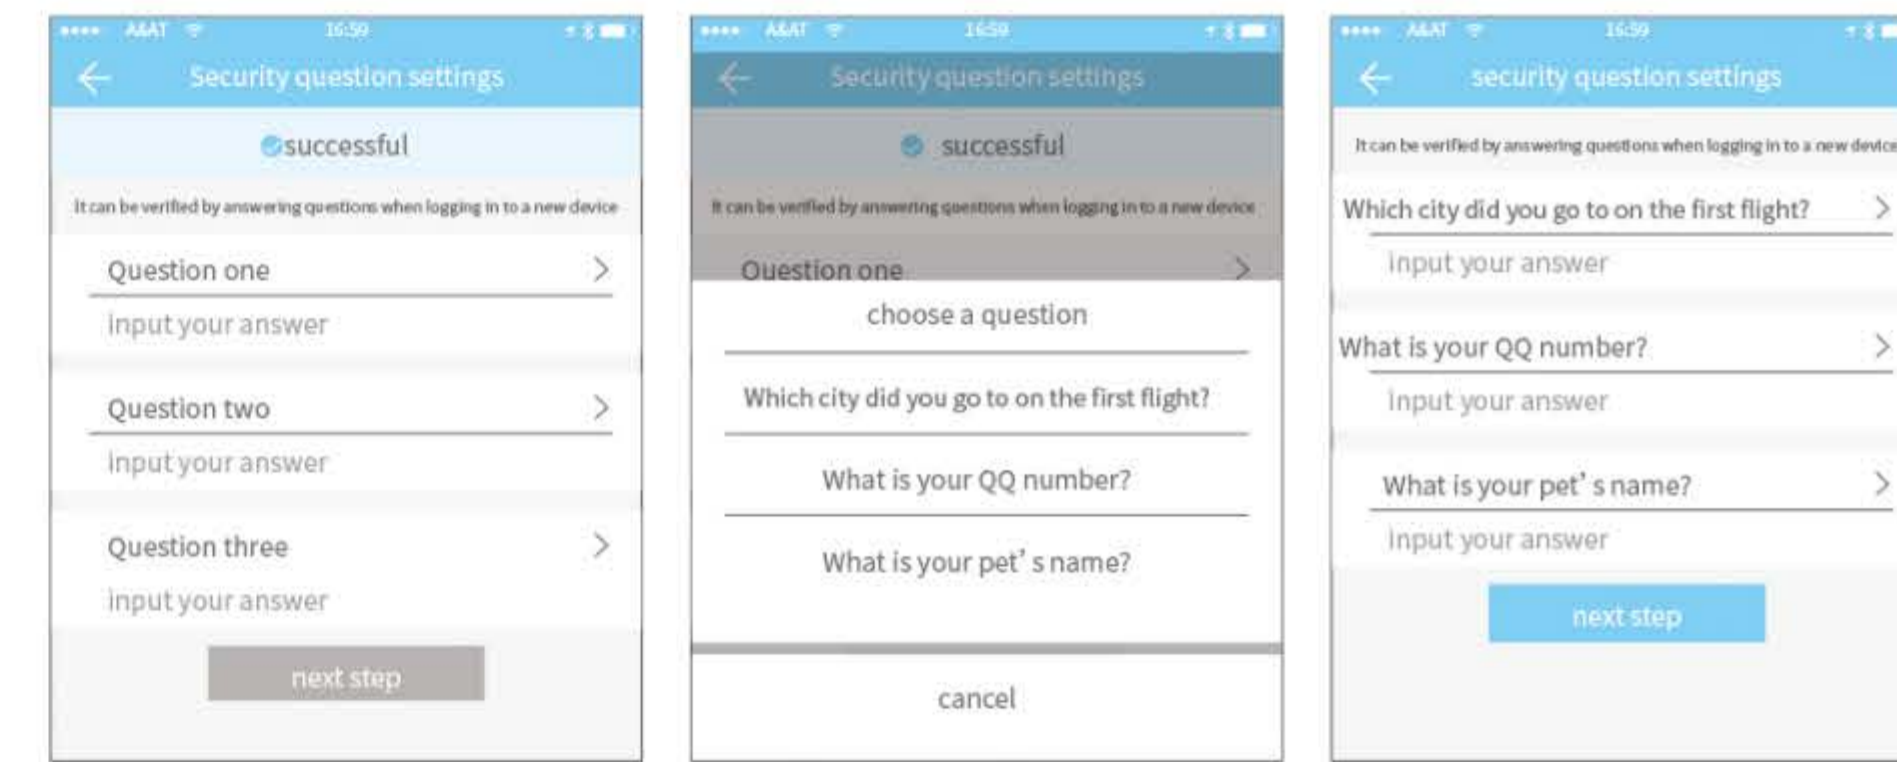 A&AT 16:59
Security question settings
successful
It can be verified by answering questions when logging in to a new device
Question one
input your answer
Question two
input your answer
Question three
input your answer
next step
A&AT 16:59
Security question settings
successful
It can be verified by answering questions when logging in to a new device
Question one
choose a question
Which city did you go to on the first flight?
What is your QQ number?
What is your pet's name?
cancel
A&AT 16:59
security question settings
It can be verified by answering questions when logging in to a new device
Which city did you go to on the first flight?
input your answer
What is your QQ number?
input your answer
What is your pet's name?
input your answer
next step